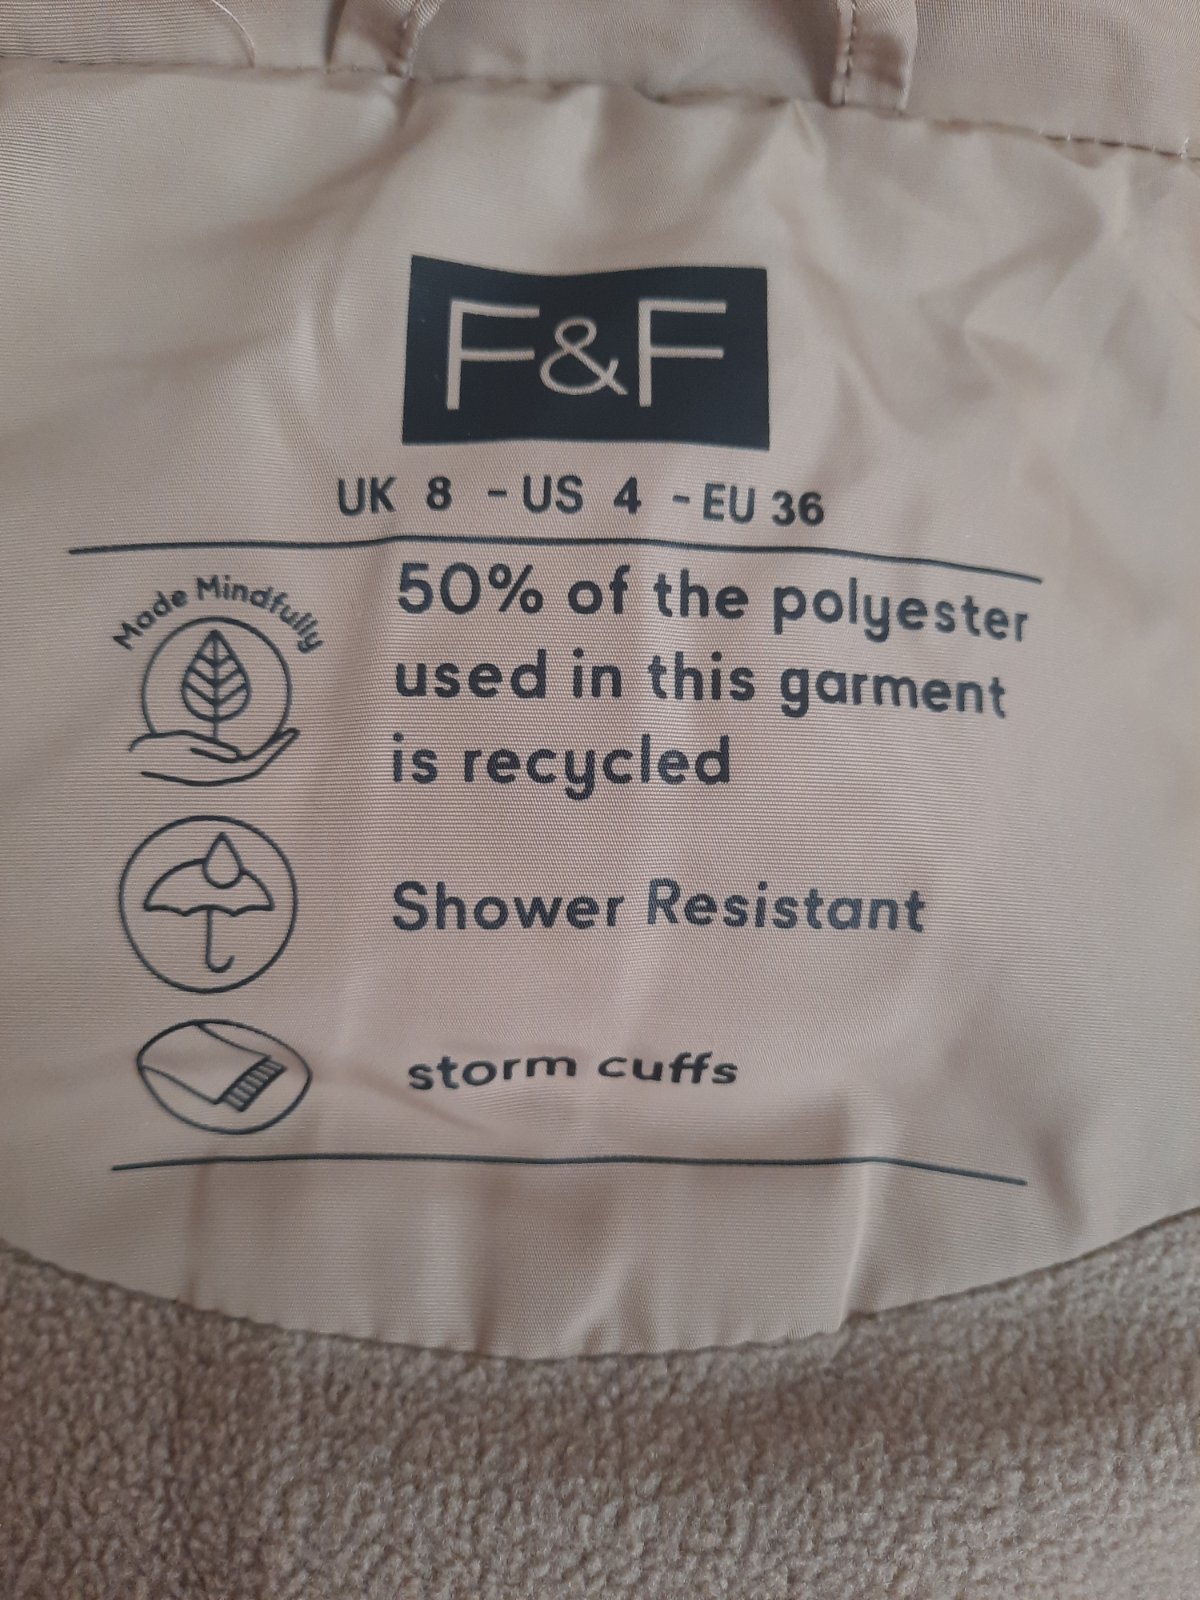 F&F
UK 8 - US 4 - EU 36
Made Mindfully
50% of the polyester
used in this garment
is recycled
Shower Resistant
storm cuffs